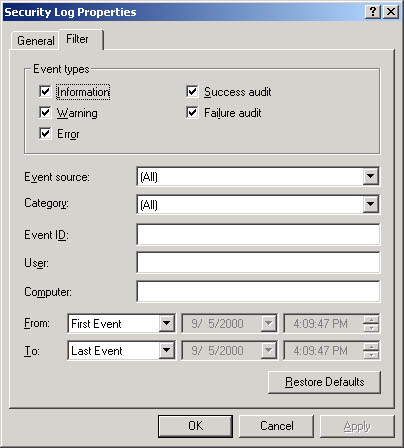 Security Log Properties
General Filter
Event types
Information Success audit
Warning Failure audit
Error
Event source: (All)
Category: (All)
Event ID:
User:
Computer:
From: First Event 9/ 5/2000 4:09:47 PM
To: Last Event 9/ 5/2000 4:09:47 PM
Restore Defaults
OK Cancel Apply